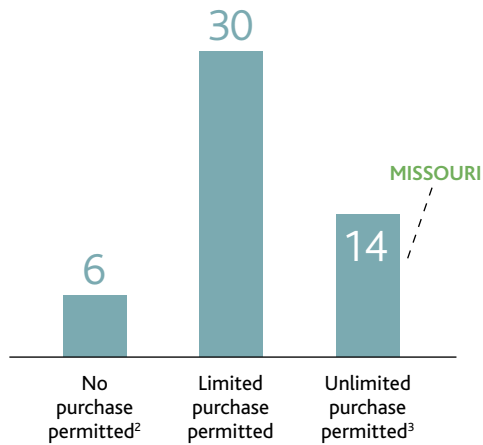 30
MISSOURI
14
6
No
purchase
permitted²
Limited
purchase
permitted
Unlimited
purchase
permitted³